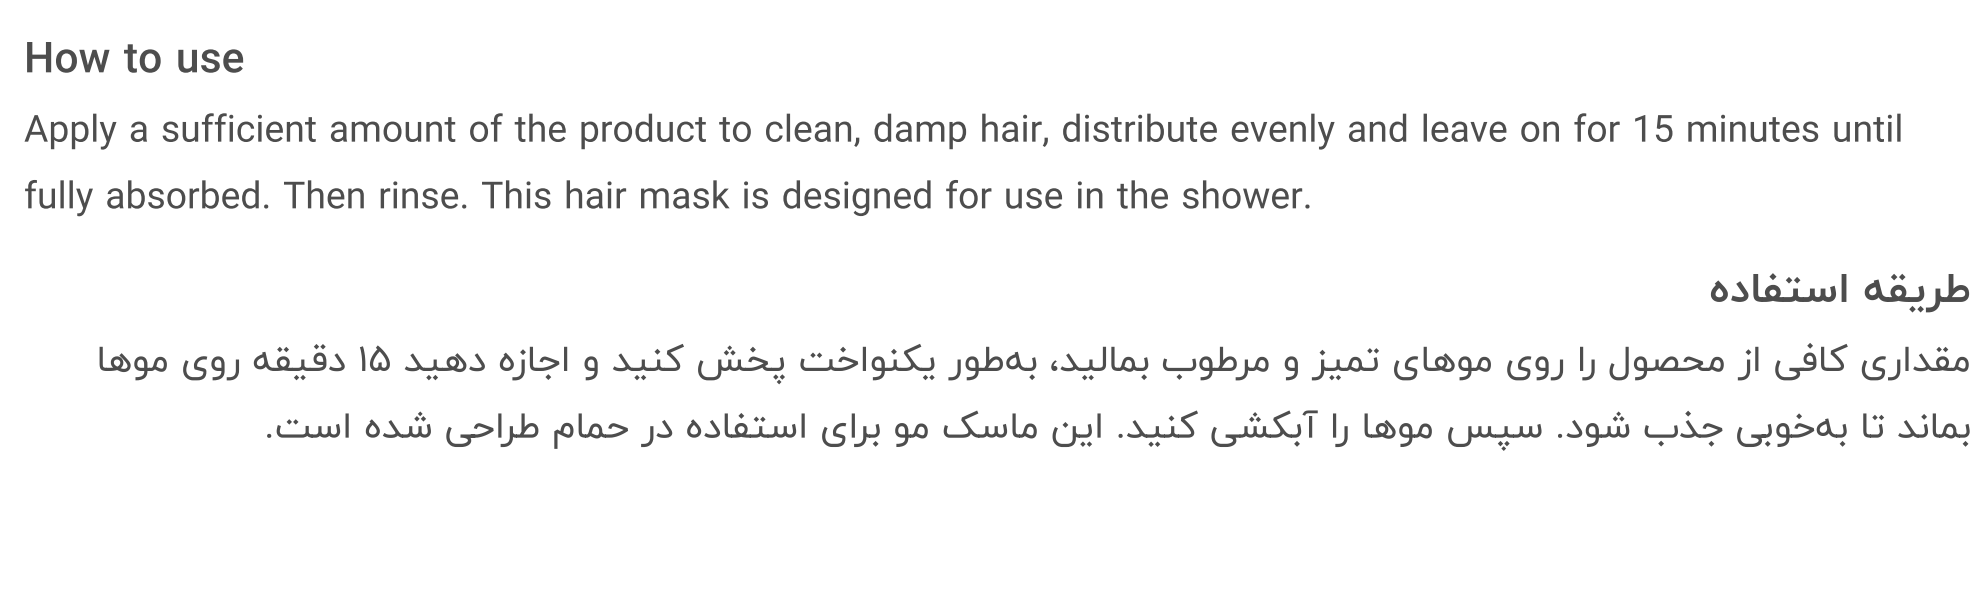 How to use
Apply a sufficient amount of the product to clean, damp hair, distribute evenly and leave on for 15 minutes until
fully absorbed. Then rinse. This hair mask is designed for use in the shower.
طریقه استفاده
مقداری کافی از محصول را روی موهای تمیز و مرطوب بمالید، به‌طور یکنواخت پخش کنید و اجازه دهید ۱۵ دقیقه روی موها
بماند تا به‌خوبی جذب شود. سپس موها را آبکشی کنید. این ماسک مو برای استفاده در حمام طراحی شده است.